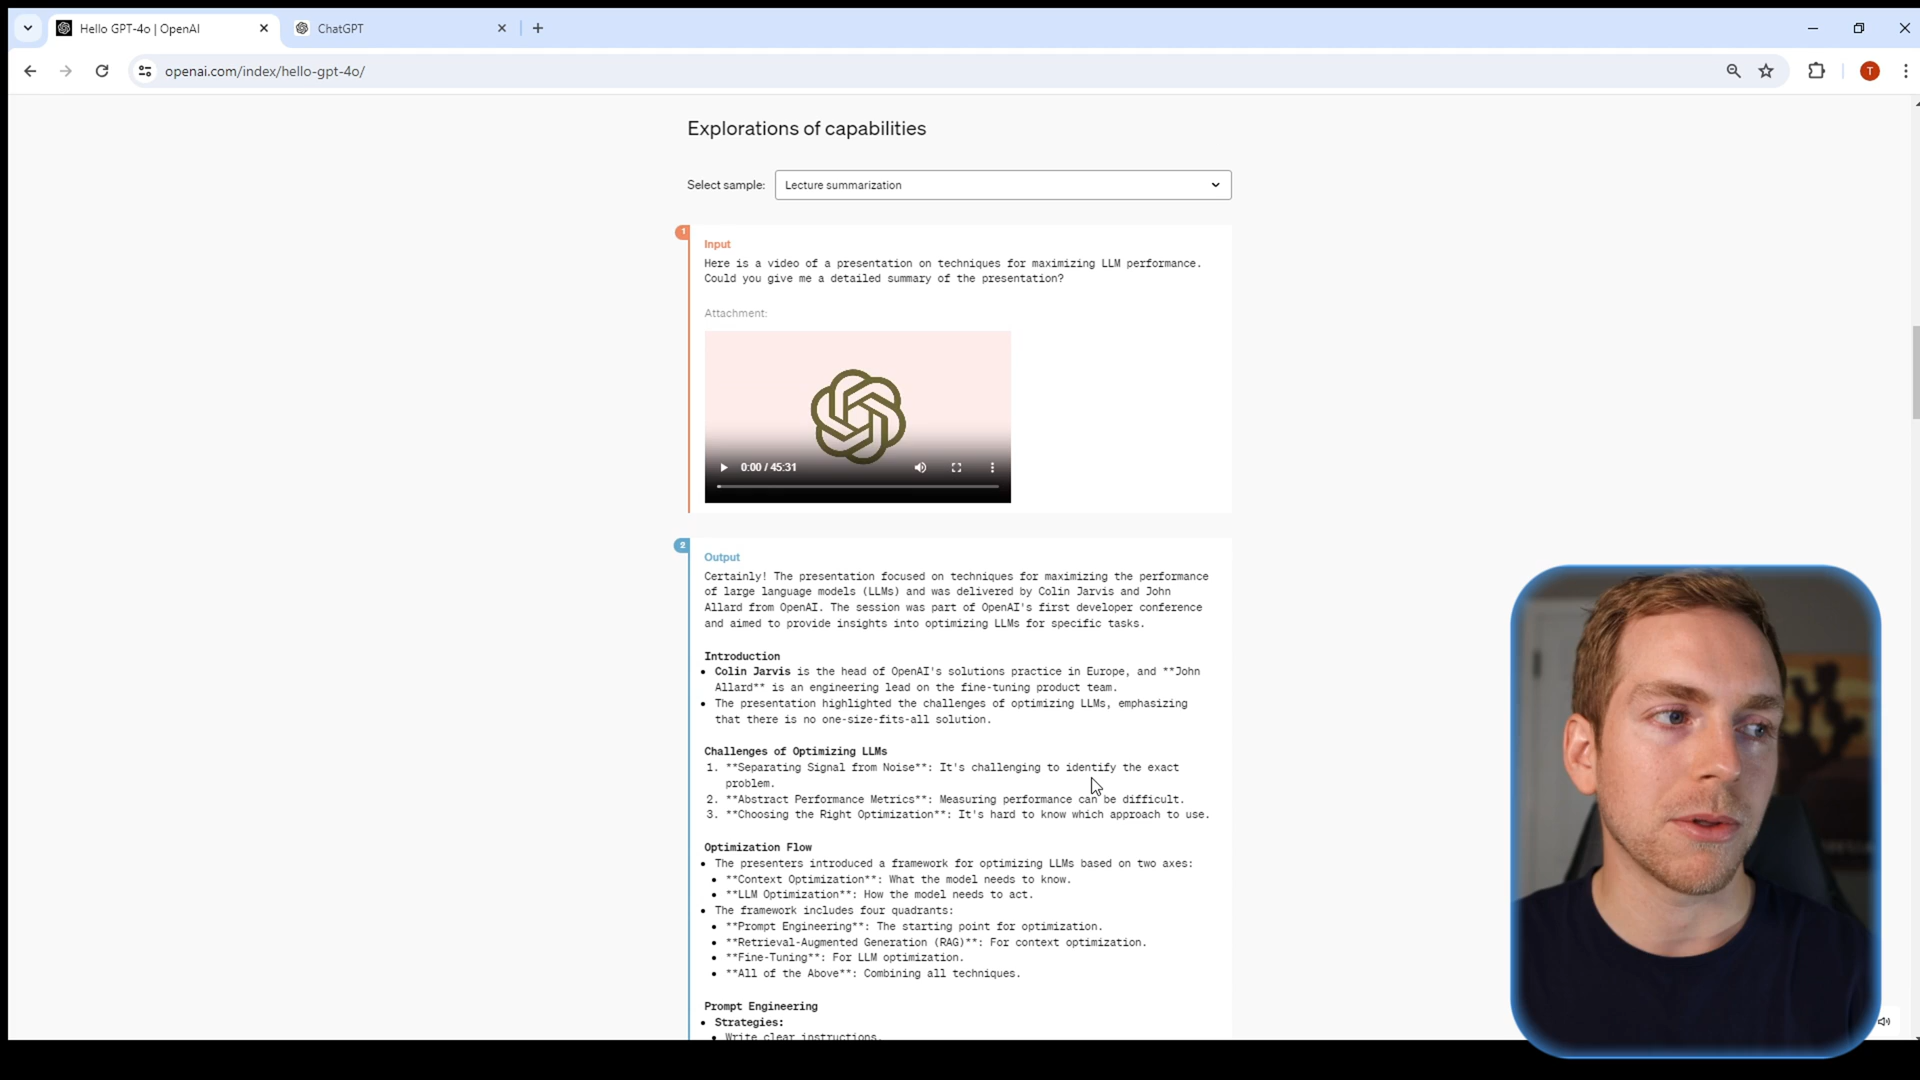 Hello GPT-4o | OpenAI
ChatGPT
openai.com/index/hello-gpt-4o/
T
Explorations of capabilities
Select sample: Lecture summarization
1
Input
Here is a video of a presentation on techniques for maximizing LLM performance.
Could you give me a detailed summary of the presentation?
Attachment:
0:00 / 45:31
2
Output
Certainly! The presentation focused on techniques for maximizing the performance
of large language models (LLMs) and was delivered by Colin Jarvis and John
Allard from OpenAI. The session was part of OpenAI's first developer conference
and aimed to provide insights into optimizing LLMs for specific tasks.
Introduction
• Colin Jarvis is the head of OpenAI's solutions practice in Europe, and **John
Allard** is an engineering lead on the fine-tuning product team.
• The presentation highlighted the challenges of optimizing LLMs, emphasizing
that there is no one-size-fits-all solution.
Challenges of Optimizing LLMs
1. **Separating Signal from Noise**: It's challenging to identify the exact
problem.
2. **Abstract Performance Metrics**: Measuring performance can be difficult.
3. **Choosing the Right Optimization**: It's hard to know which approach to use.
Optimization Flow
• The presenters introduced a framework for optimizing LLMs based on two axes:
• **Context Optimization**: What the model needs to know.
• **LLM Optimization**: How the model needs to act.
• The framework includes four quadrants:
• **Prompt Engineering**: The starting point for optimization.
• **Retrieval-Augmented Generation (RAG)**: For context optimization.
• **Fine-Tuning**: For LLM optimization.
• **All of the Above**: Combining all techniques.
Prompt Engineering
• Strategies:
• Write clear instructions.